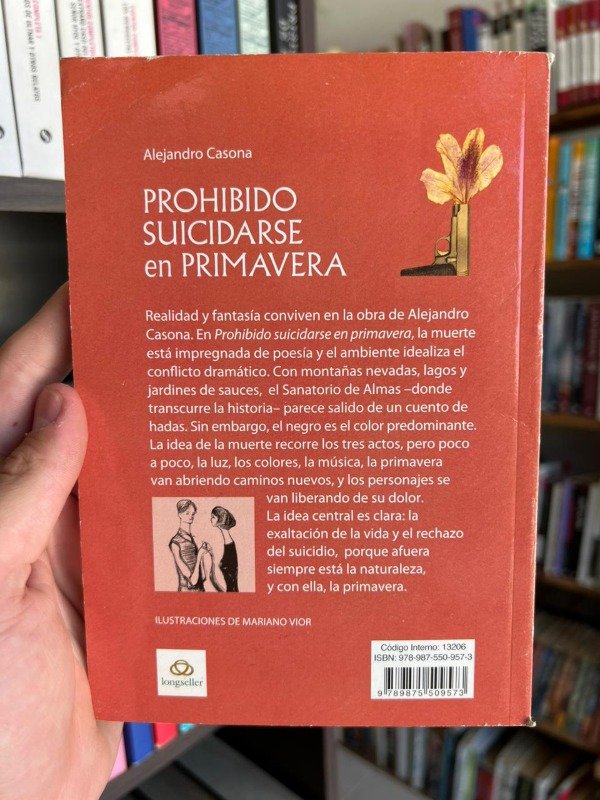 Alejandro Casona
PROHIBIDO
SUICIDARSE
en PRIMAVERA
Realidad y fantasía conviven en la obra de Alejandro
Casona. En Prohibido suicidarse en primavera, la muerte
está impregnada de poesía y el ambiente idealiza el
conflicto dramático. Con montañas nevadas, lagos y
jardines de sauces, el Sanatorio de Almas –donde
transcurre la historia– parece salido de un cuento de
hadas. Sin embargo, el negro es el color predominante.
La idea de la muerte recorre los tres actos, pero poco
a poco, la luz, los colores, la música, la primavera
van abriendo caminos nuevos, y los personajes se
van liberando de su dolor.
La idea central es clara: la
exaltación de la vida y el rechazo
del suicidio, porque afuera
siempre está la naturaleza,
y con ella, la primavera.
ILUSTRACIONES DE MARIANO VIOR
longseller
Código Interno: 13206
ISBN: 978-987-550-957-3
9789875509573